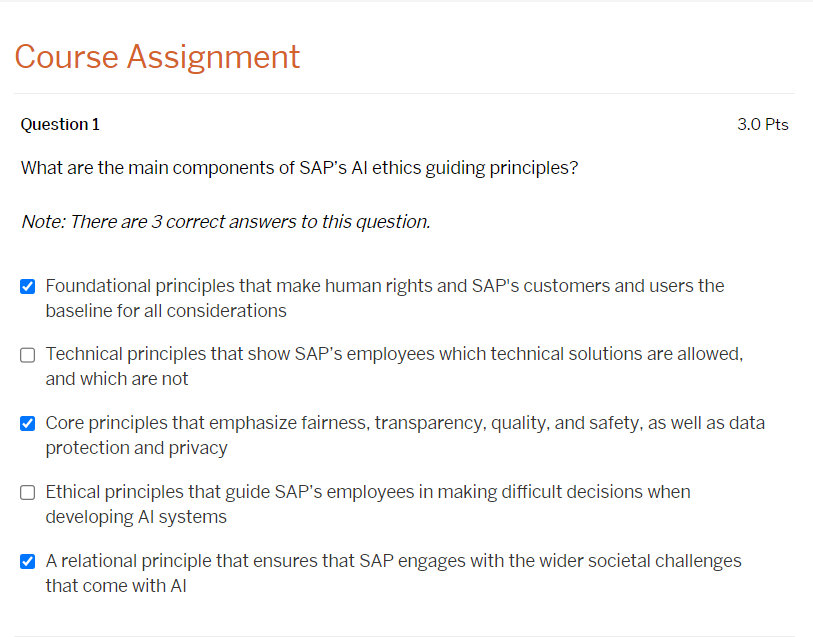 Course Assignment
Question 1
3.0 Pts
What are the main components of SAP’s AI ethics guiding principles?
Note: There are 3 correct answers to this question.
Foundational principles that make human rights and SAP's customers and users the
baseline for all considerations
Technical principles that show SAP’s employees which technical solutions are allowed,
and which are not
Core principles that emphasize fairness, transparency, quality, and safety, as well as data
protection and privacy
Ethical principles that guide SAP’s employees in making difficult decisions when
developing AI systems
A relational principle that ensures that SAP engages with the wider societal challenges
that come with AI